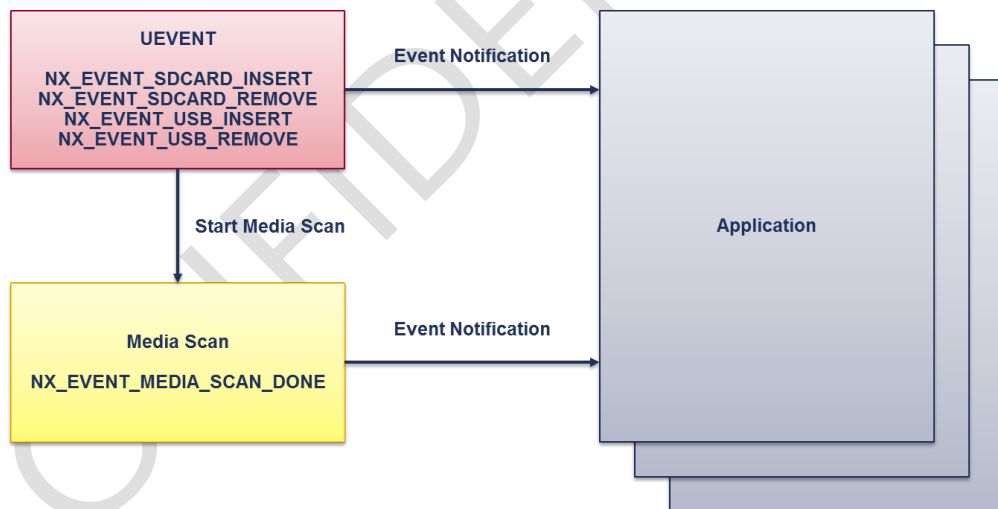 UEVENT
NX_EVENT_SDCARD_INSERT
NX_EVENT_SDCARD_REMOVE
NX_EVENT_USB_INSERT
NX_EVENT_USB_REMOVE
Event Notification
Start Media Scan
Application
Media Scan
NX_EVENT_MEDIA_SCAN_DONE
Event Notification